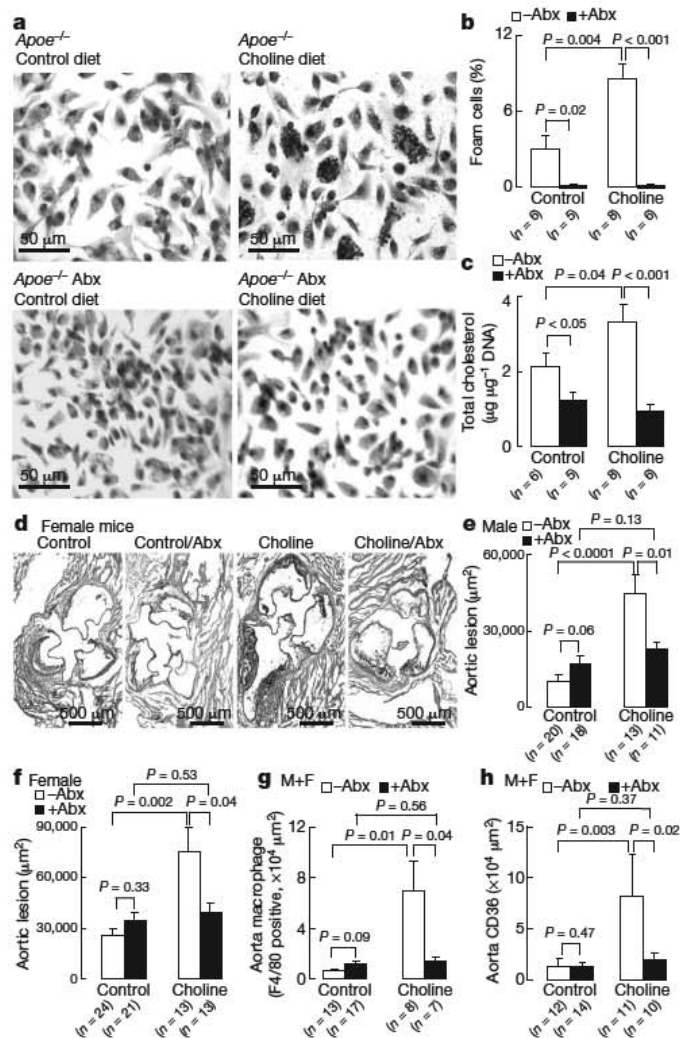 a
Apoe⁻/⁻
Control diet
Apoe⁻/⁻
Choline diet
50 µm
50 µm
Apoe⁻/⁻ Abx
Control diet
Apoe⁻/⁻ Abx
Choline diet
50 µm
50 µm
b
−Abx +Abx
P = 0.004 P < 0.001
P = 0.02
Foam cells (%)
12
9
6
3
0
Control Choline
(n = 6) (n = 5) (n = 8) (n = 6)
c
−Abx
+Abx
P = 0.04 P < 0.001
P < 0.05
Total cholesterol
(µg µg⁻¹ DNA)
4
2
0
Control Choline
(n = 6) (n = 5) (n = 8) (n = 6)
d Female mice
Control Control/Abx Choline Choline/Abx
500 µm 500 µm 500 µm 500 µm
e Male
−Abx
+Abx
P = 0.13
P < 0.0001 P = 0.01
P = 0.06
Aortic lesion (µm²)
60,000
30,000
0
Control Choline
(n = 20) (n = 18) (n = 13) (n = 11)
f Female
−Abx
+Abx
P = 0.53
P = 0.002 P = 0.04
P = 0.33
Aortic lesion (µm²)
90,000
60,000
30,000
0
Control Choline
(n = 24) (n = 21) (n = 13) (n = 13)
g M+F
−Abx +Abx
P = 0.56
P = 0.01 P = 0.04
P = 0.09
Aorta macrophage
(F4/80 positive, ×10⁴ µm²)
12
8
4
0
Control Choline
(n = 13) (n = 17) (n = 8) (n = 7)
h M+F
−Abx +Abx
P = 0.37
P = 0.003 P = 0.02
P = 0.47
Aorta CD36 (×10⁴ µm²)
15
10
5
0
Control Choline
(n = 12) (n = 14) (n = 11) (n = 10)